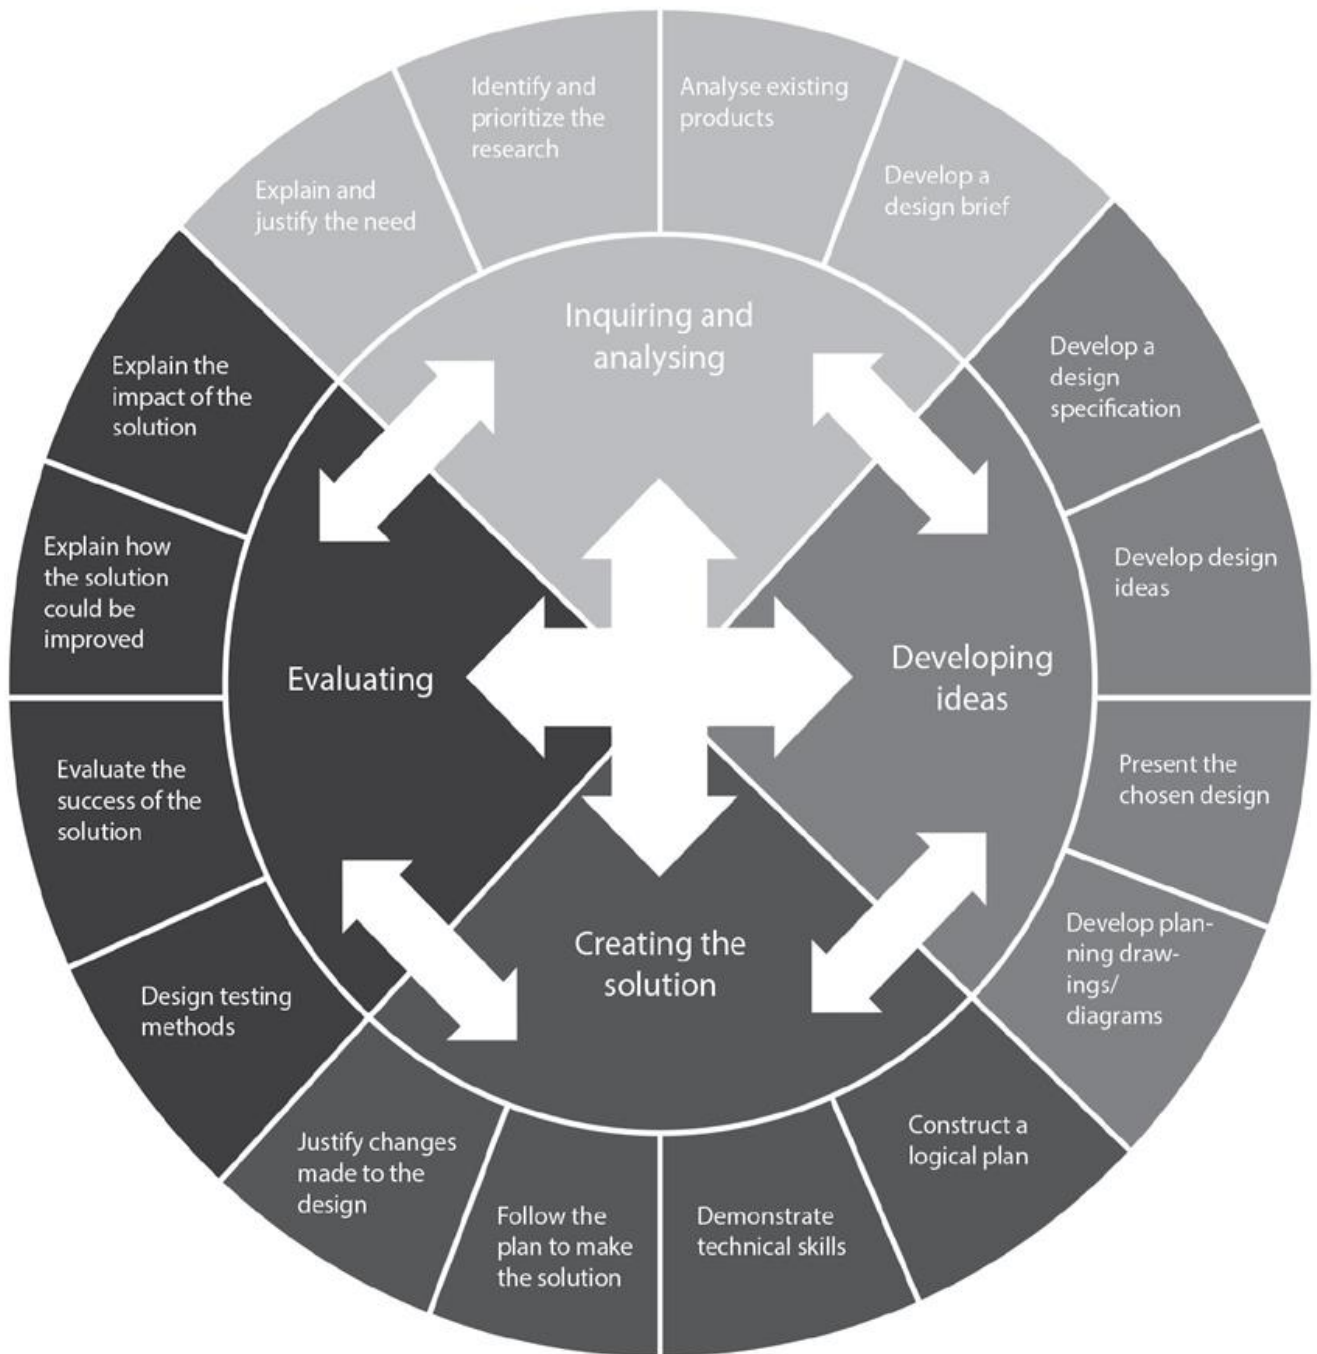 Identify and
prioritize the
research
Analyse existing
products
Develop a
design brief
Explain and
justify the need
Inquiring and
analysing
Develop a
design
specification
Develop design
ideas
Present the
chosen design
Develop plan-
ning draw-
ings/
diagrams
Developing
ideas
Construct a
logical plan
Demonstrate
technical skills
Follow the
plan to make
the solution
Justify changes
made to the
design
Creating the
solution
Design testing
methods
Evaluate the
success of the
solution
Explain how
the solution
could be
improved
Explain the
impact of the
solution
Evaluating